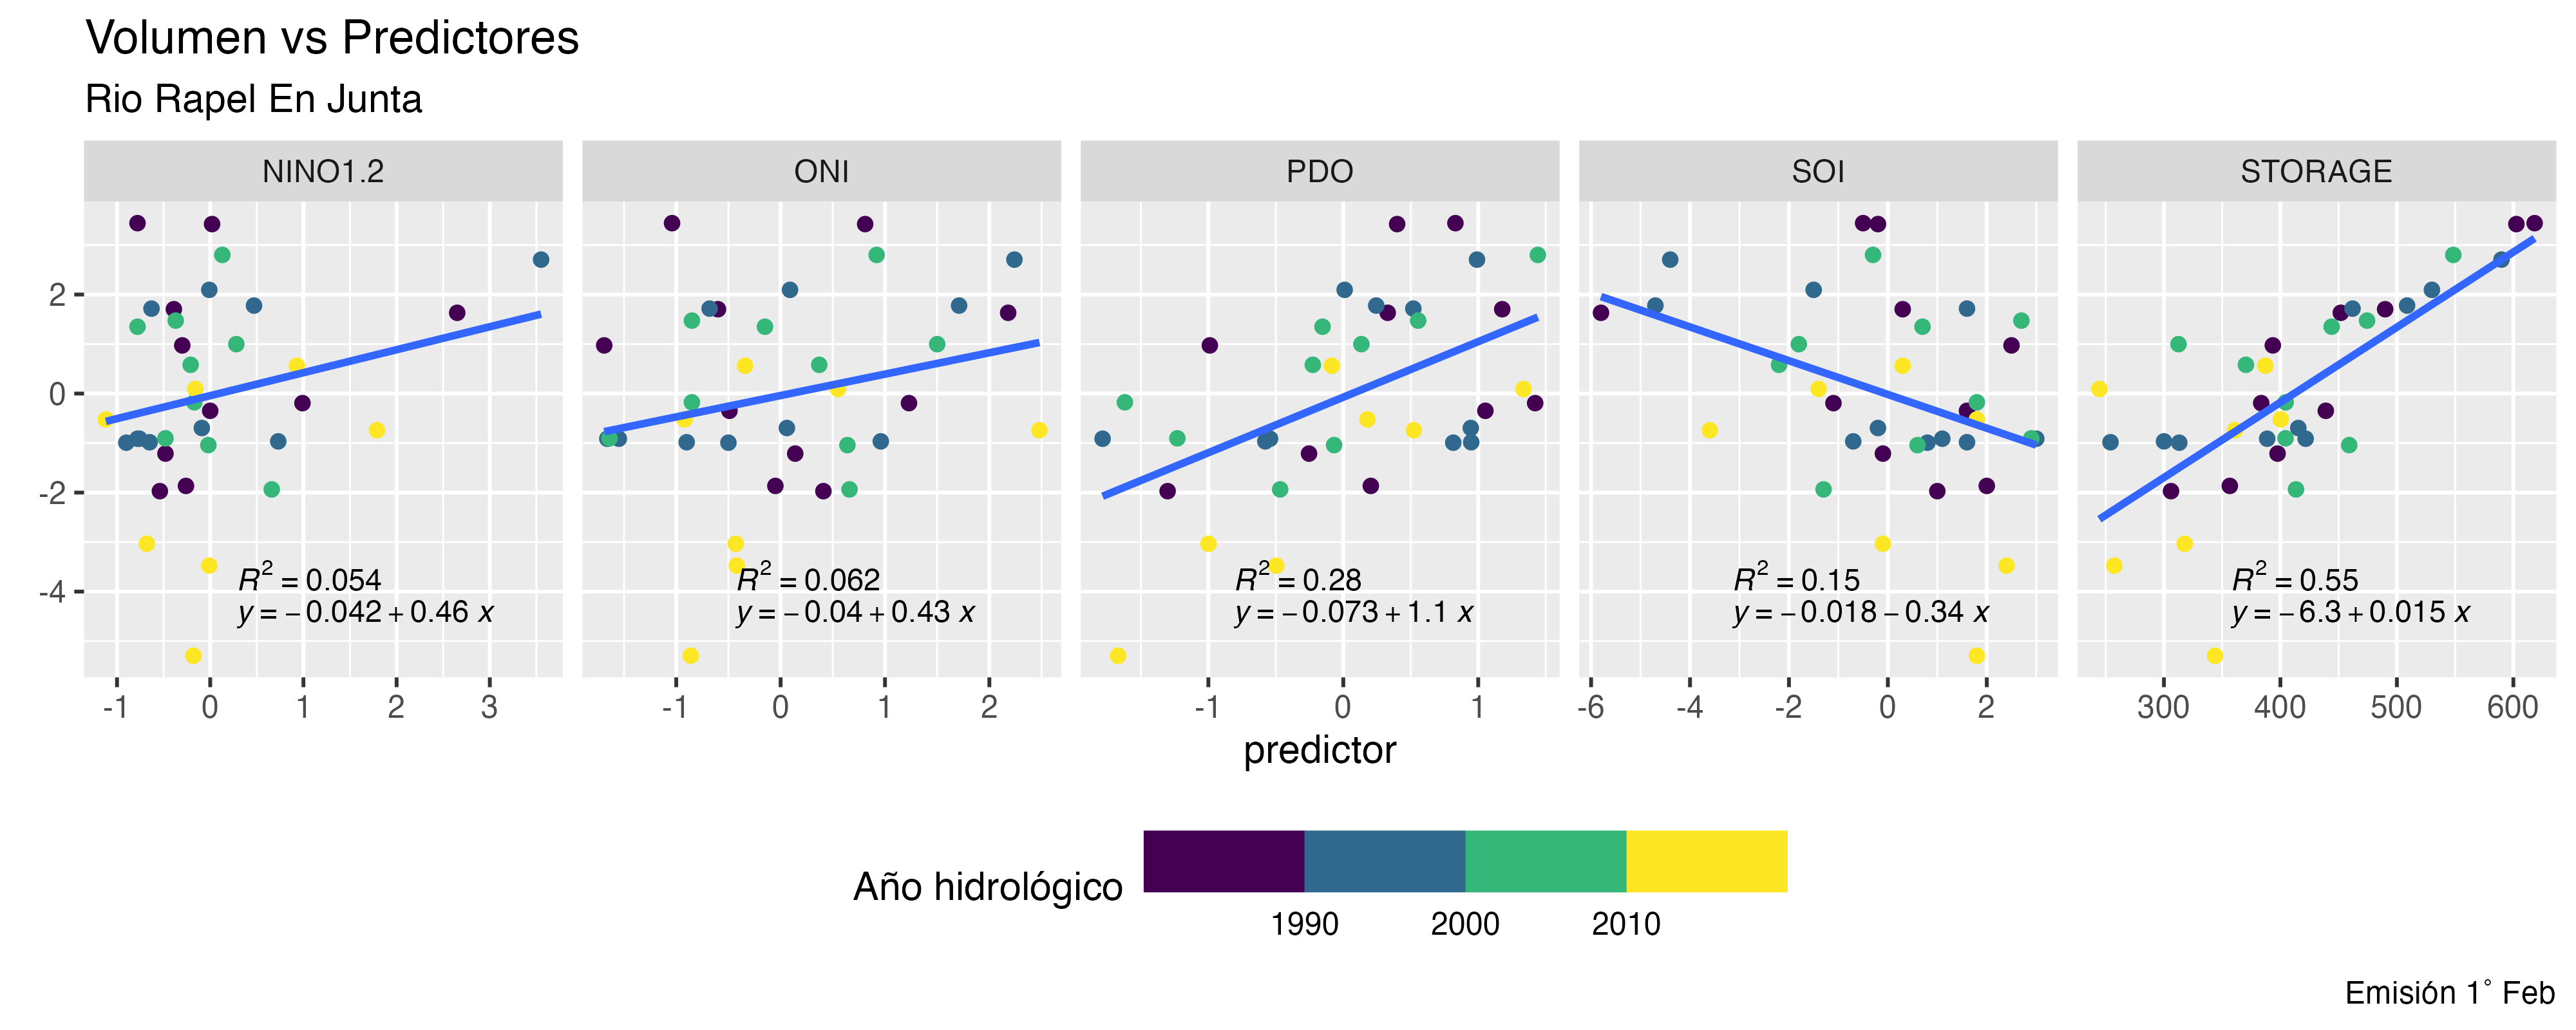 Volumen vs Predictores
Rio Rapel En Junta
NINO1.2 ONI PDO SOI STORAGE
2
0
-2
-4
R² = 0.054
y = −0.042 + 0.46 x
R² = 0.062
y = −0.04 + 0.43 x
R² = 0.28
y = −0.073 + 1.1 x
R² = 0.15
y = −0.018 − 0.34 x
R² = 0.55
y = −6.3 + 0.015 x
-1 0 1 2 3 -1 0 1 2 -1 0 1 -6 -4 -2 0 2 300 400 500 600
predictor
Año hidrológico
1990 2000 2010
Emisión 1° Feb